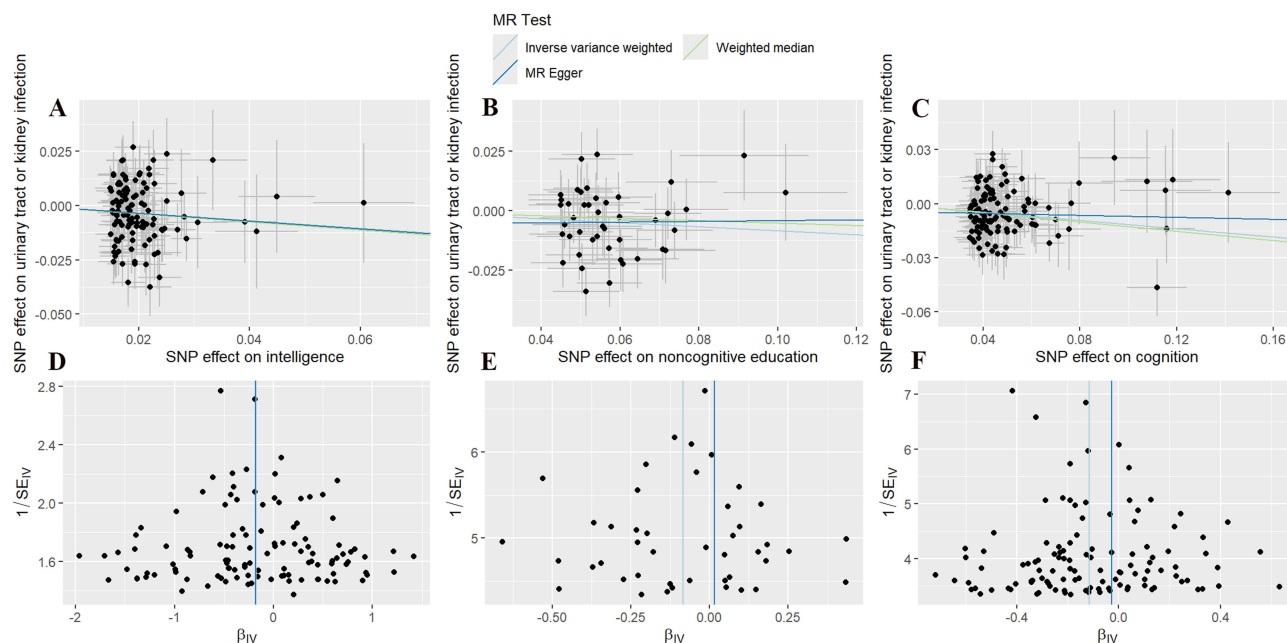 MR Test
Inverse variance weighted
Weighted median
MR Egger
A
SNP effect on urinary tract or kidney infection
0.025
0.000
-0.025
-0.050
0.02
0.04
0.06
SNP effect on intelligence
B
SNP effect on urinary tract or kidney infection
0.025
0.000
-0.025
0.04
0.06
0.08
0.10
0.12
SNP effect on noncognitive education
C
SNP effect on urinary tract or kidney infection
0.03
0.00
-0.03
-0.06
0.04
0.08
0.12
0.16
SNP effect on cognition
D
1 / SE_IV
2.8
2.4
2.0
1.6
-2
-1
0
1
β_IV
E
1 / SE_IV
6
5
-0.50
-0.25
0.00
0.25
β_IV
F
1 / SE_IV
7
6
5
4
-0.4
0.0
0.4
β_IV